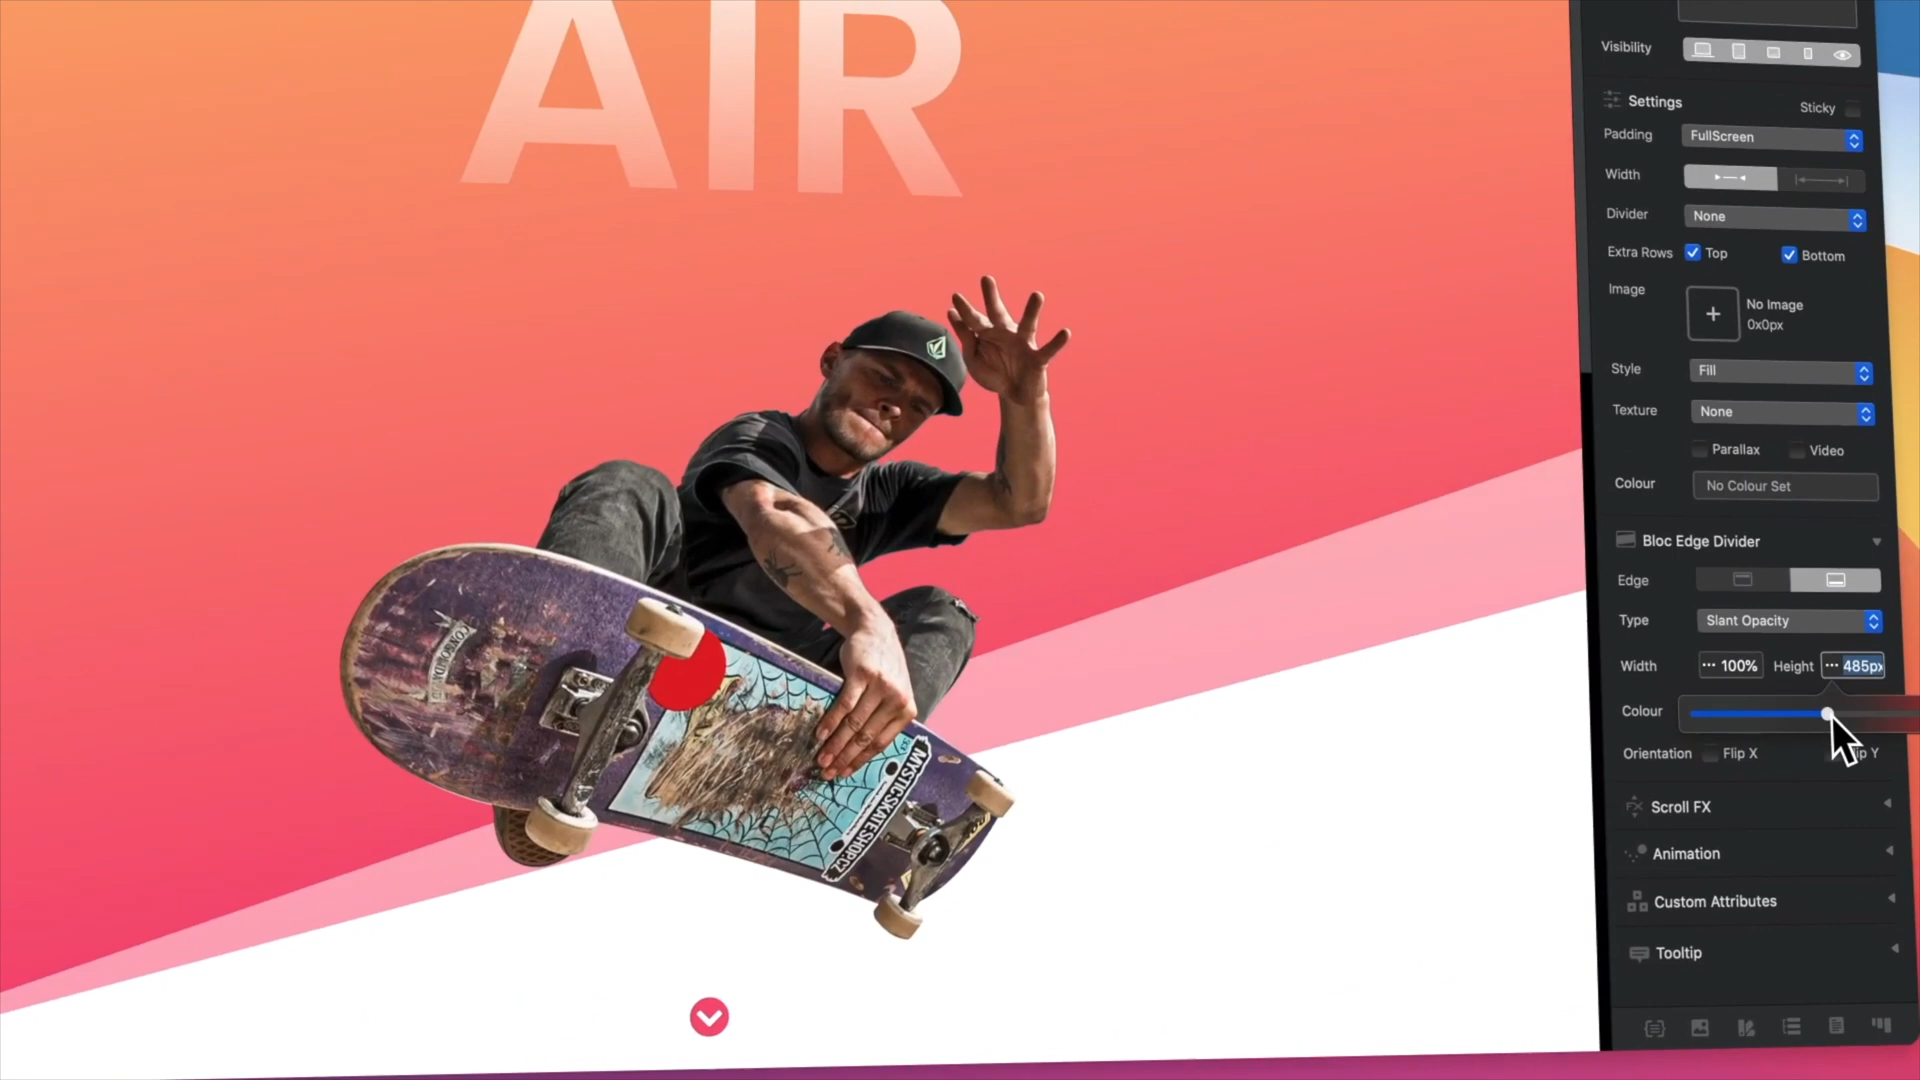 AIR
Visibility
Settings
Sticky
Padding
FullScreen
Width
Divider
None
Extra Rows
Top
Bottom
Image
No Image
0x0px
Style
Fill
Texture
None
Parallax
Video
Colour
No Colour Set
Bloc Edge Divider
Edge
Type
Slant Opacity
Width
100%
Height
485px
Colour
Orientation
Flip X
Y
Scroll FX
Animation
Custom Attributes
Tooltip
MYSTICSKATESHOP.CZ